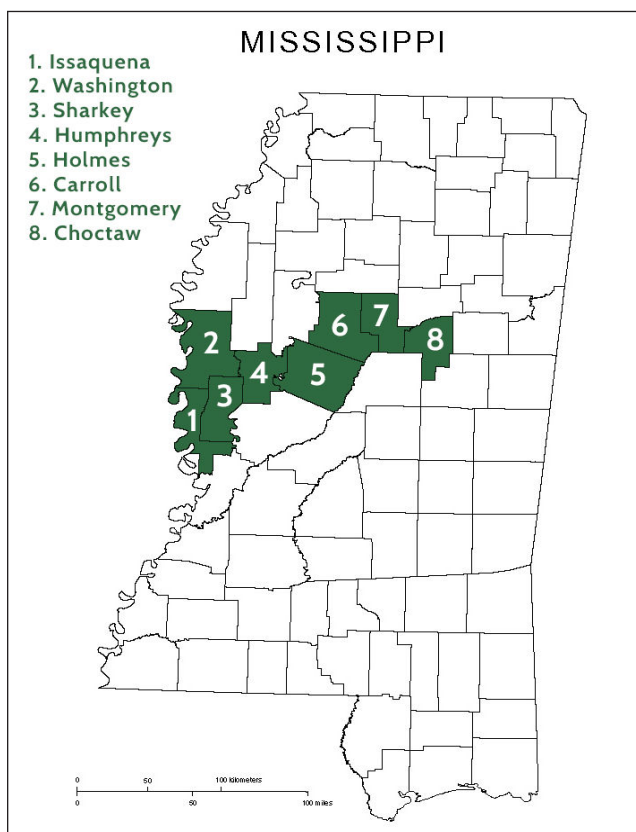 MISSISSIPPI
1. Issaquena
2. Washington
3. Sharkey
4. Humphreys
5. Holmes
6. Carroll
7. Montgomery
8. Choctaw
2
6
7
8
4
5
3
1
0 50 100 kilometers
0 50 100 miles